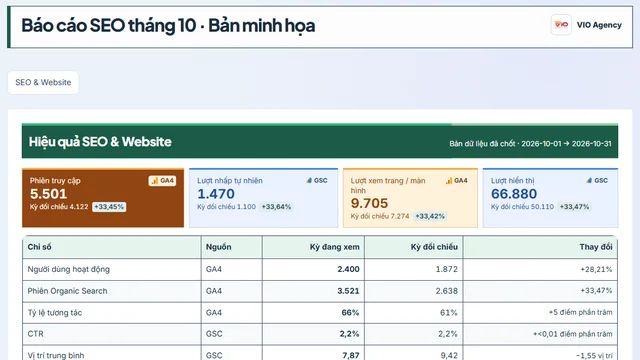 Báo cáo SEO tháng 10 · Bản minh họa
VIO
VIO Agency
SEO & Website
Hiệu quả SEO & Website
Bản dữ liệu đã chốt · 2026-10-01 → 2026-10-31
Phiên truy cập
GA4
5.501
Kỳ đối chiếu 4.122 +33,45%
Lượt nhấp tự nhiên
GSC
1.470
Kỳ đối chiếu 1.100 +33,64%
Lượt xem trang / màn
hình
GA4
9.705
Kỳ đối chiếu 7.274 +33,42%
Lượt hiển thị
GSC
66.880
Kỳ đối chiếu 50.110 +33,47%
Chỉ số Nguồn Kỳ đang xem Kỳ đối chiếu Thay đổi
Người dùng hoạt động GA4 2.400 1.872 +28,21%
Phiên Organic Search GA4 3.521 2.638 +33,47%
Tỷ lệ tương tác GA4 66% 61% +5 điểm phần trăm
CTR GSC 2,2% 2,2% +<0,01 điểm phần trăm
Vị trí trung bình GSC 7,87 9,42 −1,55 vị trí